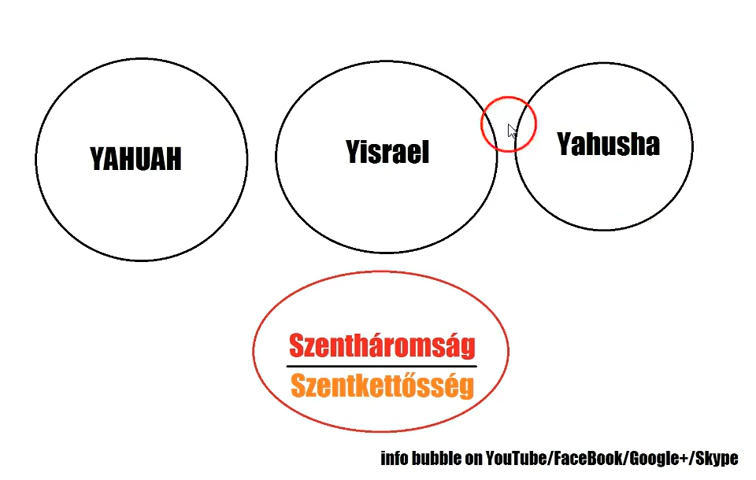 YAHUAH
Yisrael
Yahusha
Szentháromság
Szentkettősség
info bubble on YouTube/FaceBook/Google+/Skype